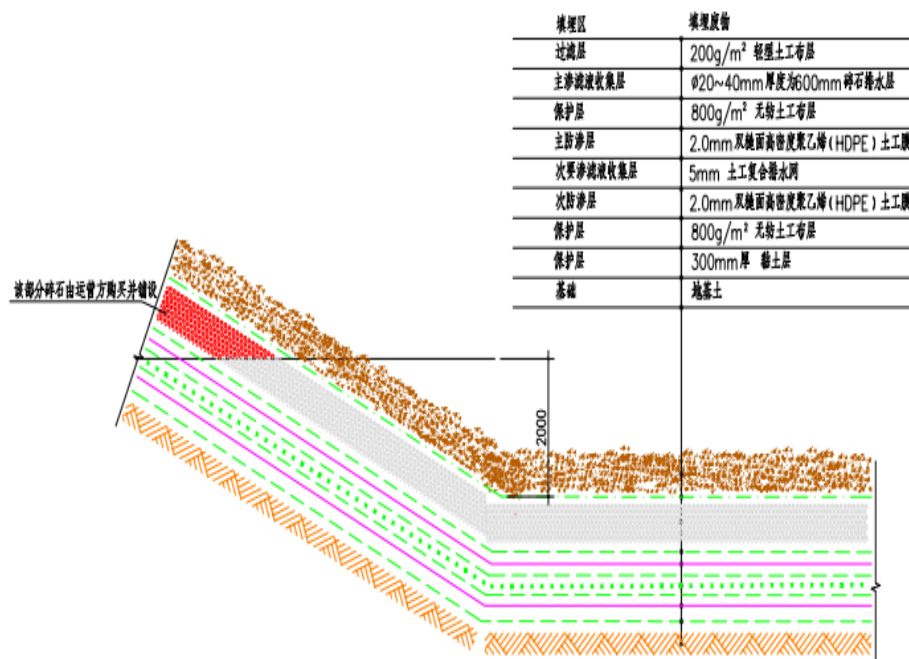 填埋区 填埋废物
过滤层 200g/m² 轻型土工布层
主渗滤液收集层 Φ20~40mm厚度为600mm碎石排水层
保护层 800g/m² 无纺土工布层
主防渗层 2.0mm双糙面高密度聚乙烯(HDPE)土工膜
次要渗滤液收集层 5mm 土工复合排水网
次防渗层 2.0mm双糙面高密度聚乙烯(HDPE)土工膜
保护层 800g/m² 无纺土工布层
保护层 300mm厚 黏土层
基础 地基土
该部分碎石由运营方购买并铺设
2000